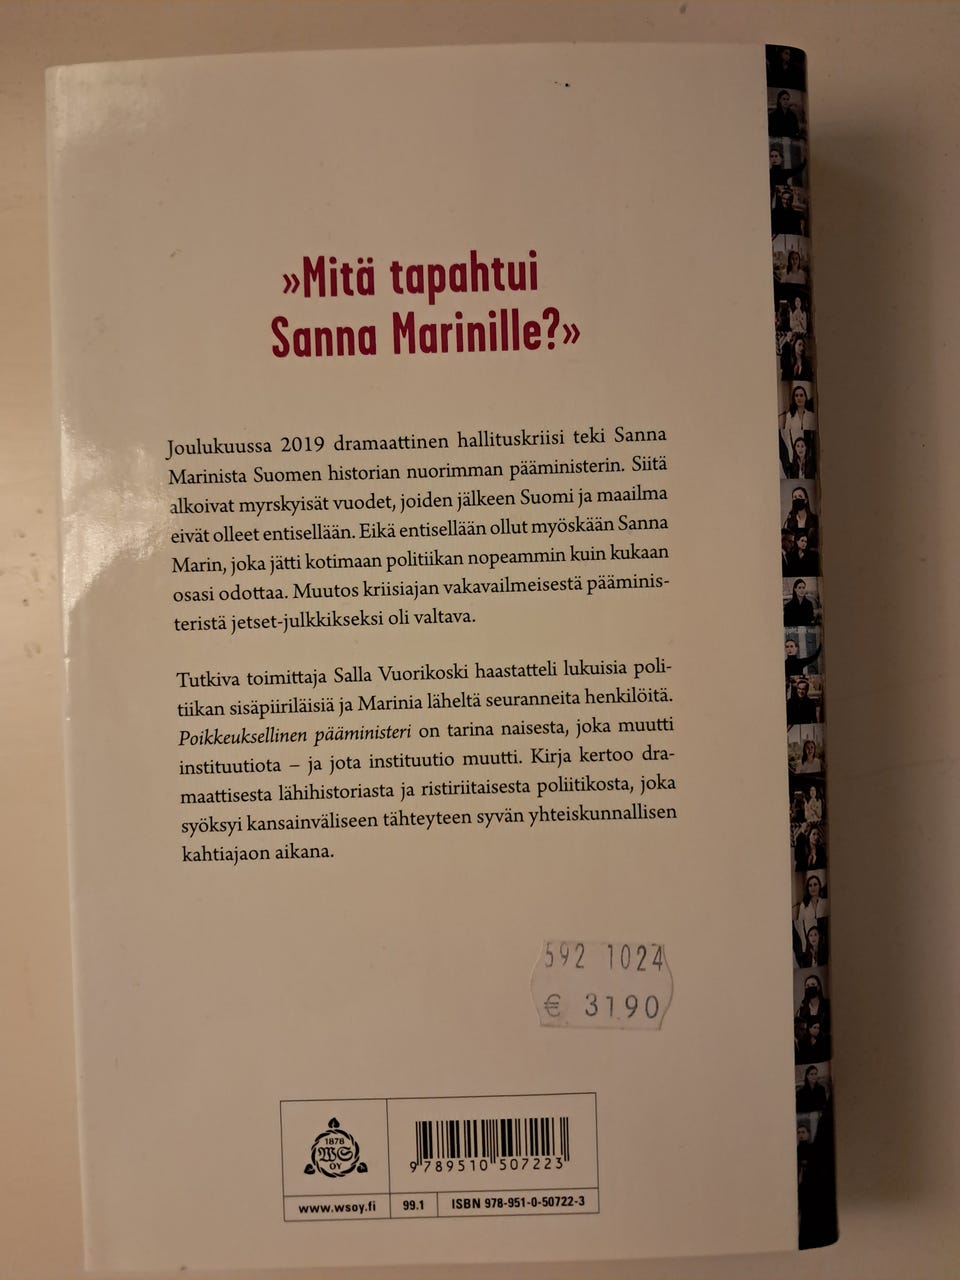 »Mitä tapahtui
Sanna Marinille?»
Joulukuussa 2019 dramaattinen hallituskriisi teki Sanna
Marinista Suomen historian nuorimman pääministerin. Siitä
alkoivat myrskyisät vuodet, joiden jälkeen Suomi ja maailma
eivät olleet entisellään. Eikä entisellään ollut myöskään Sanna
Marin, joka jätti kotimaan politiikan nopeammin kuin kukaan
osasi odottaa. Muutos kriisiajan vakavailmeisestä pääminis-
teristä jetset-julkkikseksi oli valtava.
Tutkiva toimittaja Salla Vuorikoski haastatteli lukuisia poli-
tiikan sisäpiiriläisiä ja Marinia läheltä seuranneita henkilöitä.
Poikkeuksellinen pääministeri on tarina naisesta, joka muutti
instituutiota – ja jota instituutio muutti. Kirja kertoo dra-
maattisesta lähihistoriasta ja ristiriitaisesta poliitikosta, joka
syöksyi kansainväliseen tähteyteen syvän yhteiskunnallisen
kahtiajaon aikana.
592 1024
€ 31.90
1878
WS
OY
9 789510 507223
www.wsoy.fi
99.1
ISBN 978-951-0-50722-3